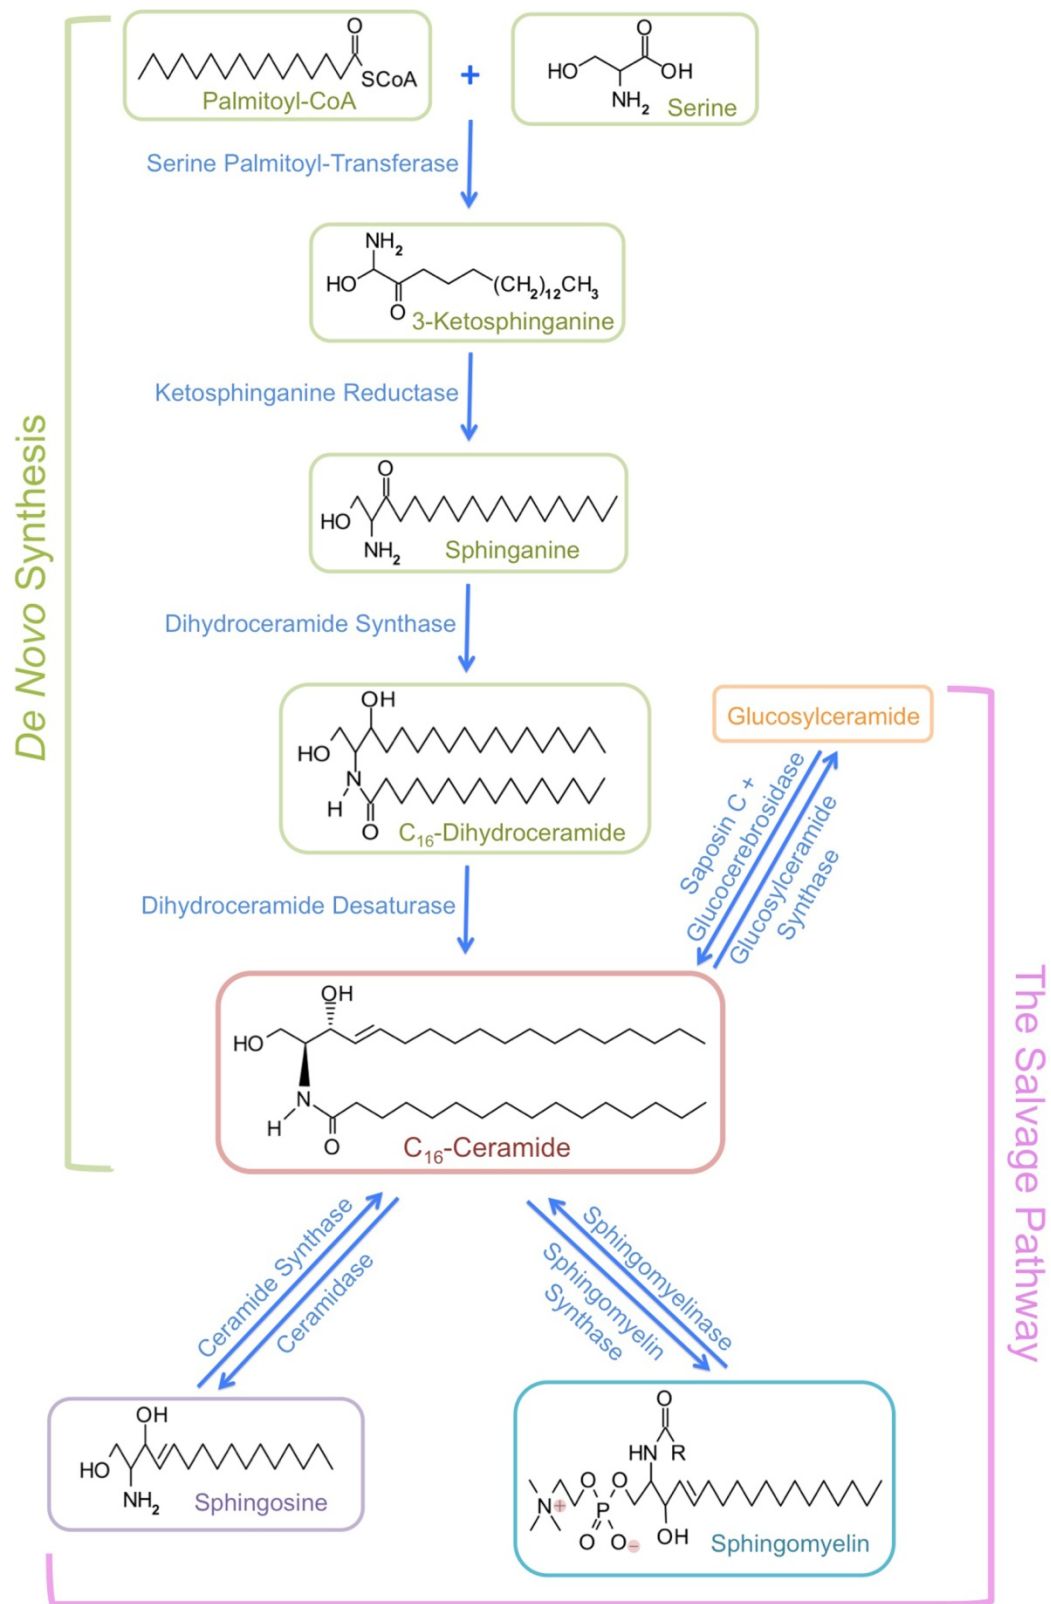 O
SCoA
Palmitoyl-CoA
+
O
HO
OH
NH2
Serine
Serine Palmitoyl-Transferase
NH2
HO
O
(CH2)12CH3
3-Ketosphinganine
Ketosphinganine Reductase
O
HO
NH2
Sphinganine
Dihydroceramide Synthase
OH
HO
N
H
O
C16-Dihydroceramide
Glucosylceramide
Saposin C +
Glucocerebrosidase
Glucosylceramide
Synthase
Dihydroceramide Desaturase
OH
HO
N
H
O
C16-Ceramide
De Novo Synthesis
The Salvage Pathway
Ceramide Synthase
Ceramidase
Sphingomyelinase
Sphingomyelin
Synthase
OH
HO
NH2
Sphingosine
O
HN
R
O
O
N
+
P
O
O
−
OH
Sphingomyelin